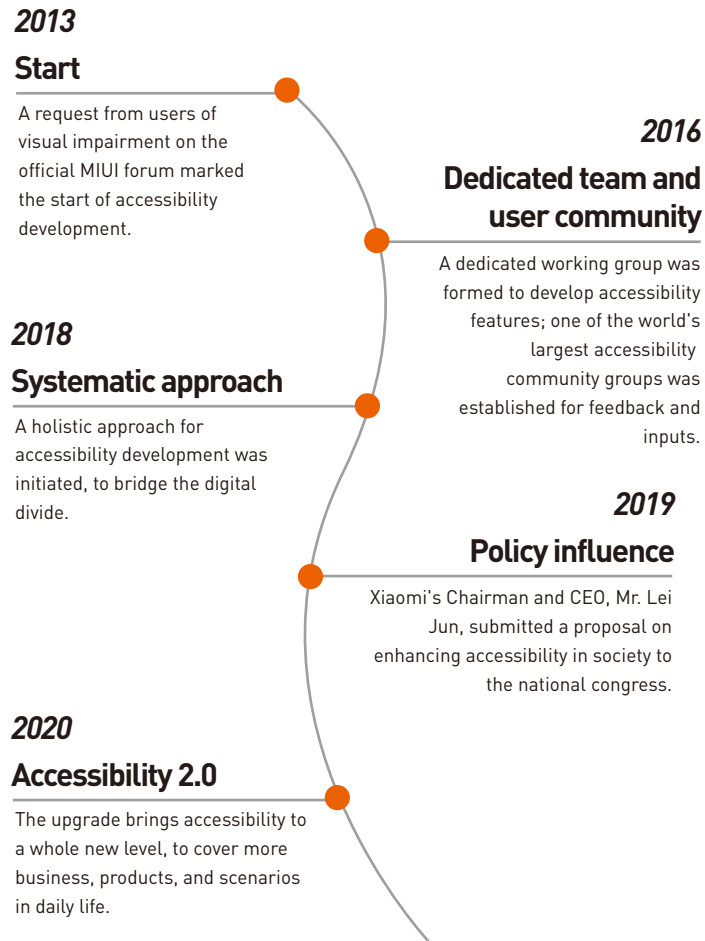 2013
Start
A request from users of
visual impairment on the
official MIUI forum marked
the start of accessibility
development.
2016
Dedicated team and
user community
A dedicated working group was
formed to develop accessibility
features; one of the world's
largest accessibility
community groups was
established for feedback and
inputs.
2018
Systematic approach
A holistic approach for
accessibility development was
initiated, to bridge the digital
divide.
2019
Policy influence
Xiaomi's Chairman and CEO, Mr. Lei
Jun, submitted a proposal on
enhancing accessibility in society to
the national congress.
2020
Accessibility 2.0
The upgrade brings accessibility to
a whole new level, to cover more
business, products, and scenarios
in daily life.